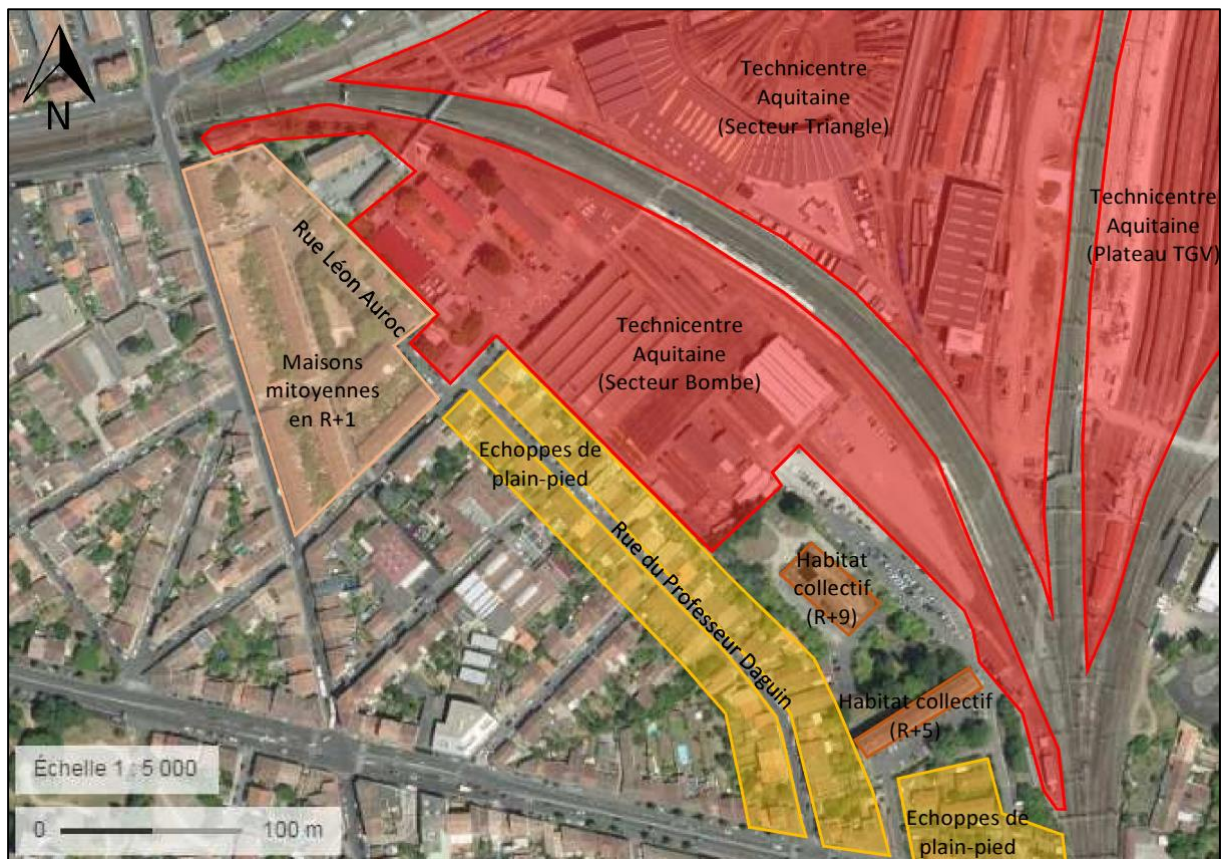 N
Technicentre
Aquitaine
(Secteur Triangle)
Technicentre
Aquitaine
(Plateau TGV)
Rue Léon Auroc
Technicentre
Aquitaine
(Secteur Bombe)
Maisons
mitoyennes
en R+1
Echoppes de
plain-pied
Rue du Professeur Daguin
Habitat
collectif
(R+9)
Habitat collectif
(R+5)
Echoppes de
plain-pied
Échelle 1 : 5 000
0 100 m